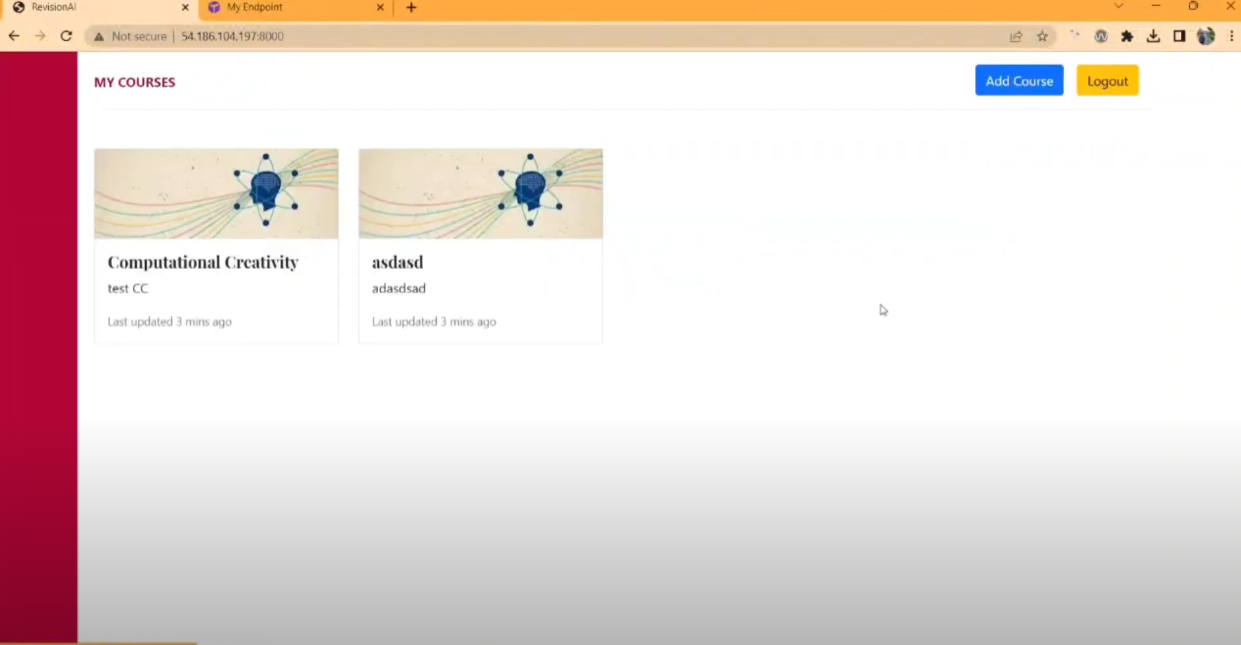 RevisionAI
My Endpoint
Not secure | 54.186.104.197:8000
MY COURSES
Add Course
Logout
Computational Creativity
test CC
Last updated 3 mins ago
asdasd
adasdsad
Last updated 3 mins ago